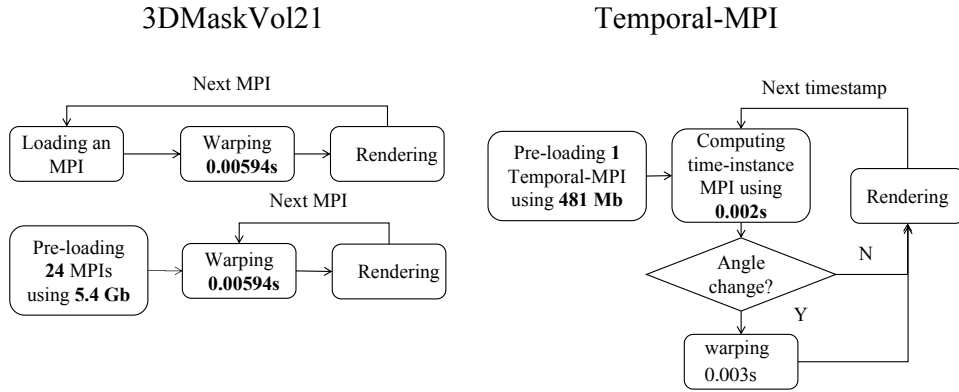 3DMaskVol21
Next MPI
Loading an
MPI
Warping
0.00594s
Rendering
Next MPI
Pre-loading
24 MPIs
using 5.4 Gb
Warping
0.00594s
Rendering
Temporal-MPI
Next timestamp
Pre-loading 1
Temporal-MPI
using 481 Mb
Computing
time-instance
MPI using
0.002s
Rendering
Angle
change?
N
Y
warping
0.003s